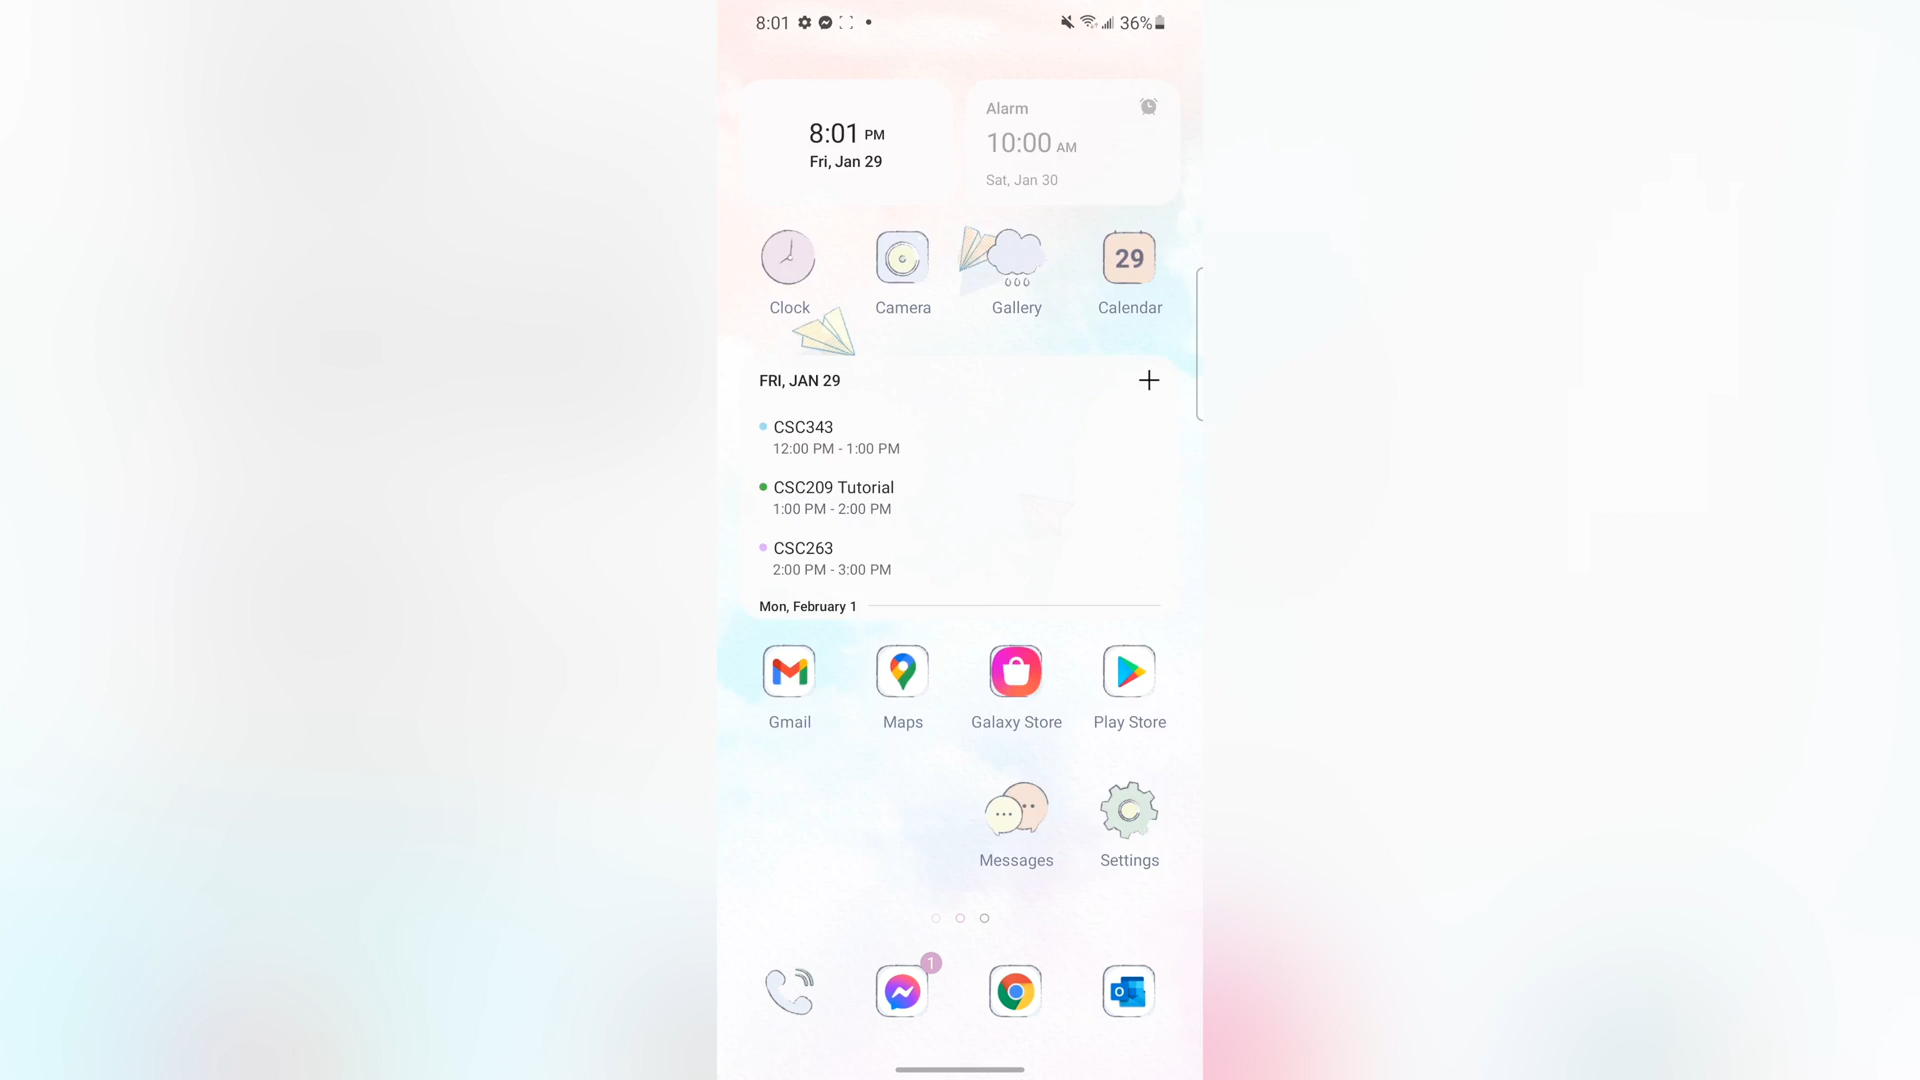 8:01 36%
8:01 PM
Fri, Jan 29
Alarm
10:00 AM
Sat, Jan 30
29
Clock Camera Gallery Calendar
FRI, JAN 29 +
CSC343
12:00 PM - 1:00 PM
CSC209 Tutorial
1:00 PM - 2:00 PM
CSC263
2:00 PM - 3:00 PM
Mon, February 1
Gmail Maps Galaxy Store Play Store
Messages Settings
1